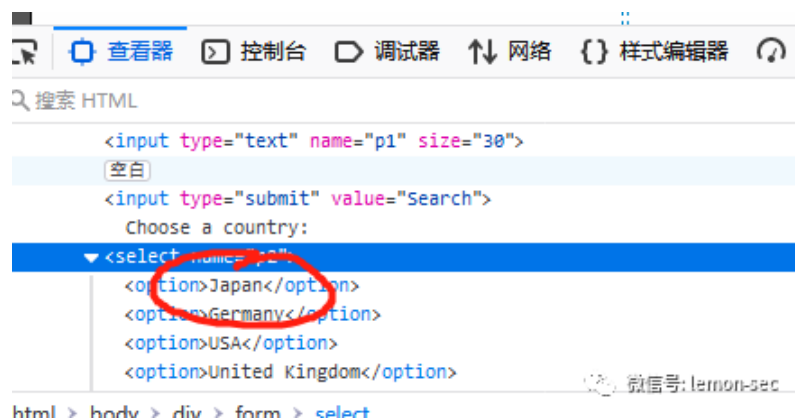 查看器 控制台 调试器 网络 {} 样式编辑器
搜索 HTML
<input type="text" name="p1" size="30">
空白
<input type="submit" value="Search">
Choose a country:
<select name="p2">
<option>Japan</option>
<option>Germany</option>
<option>USA</option>
<option>United Kingdom</option>
微信号: lemon-sec
html > body > div > form > select